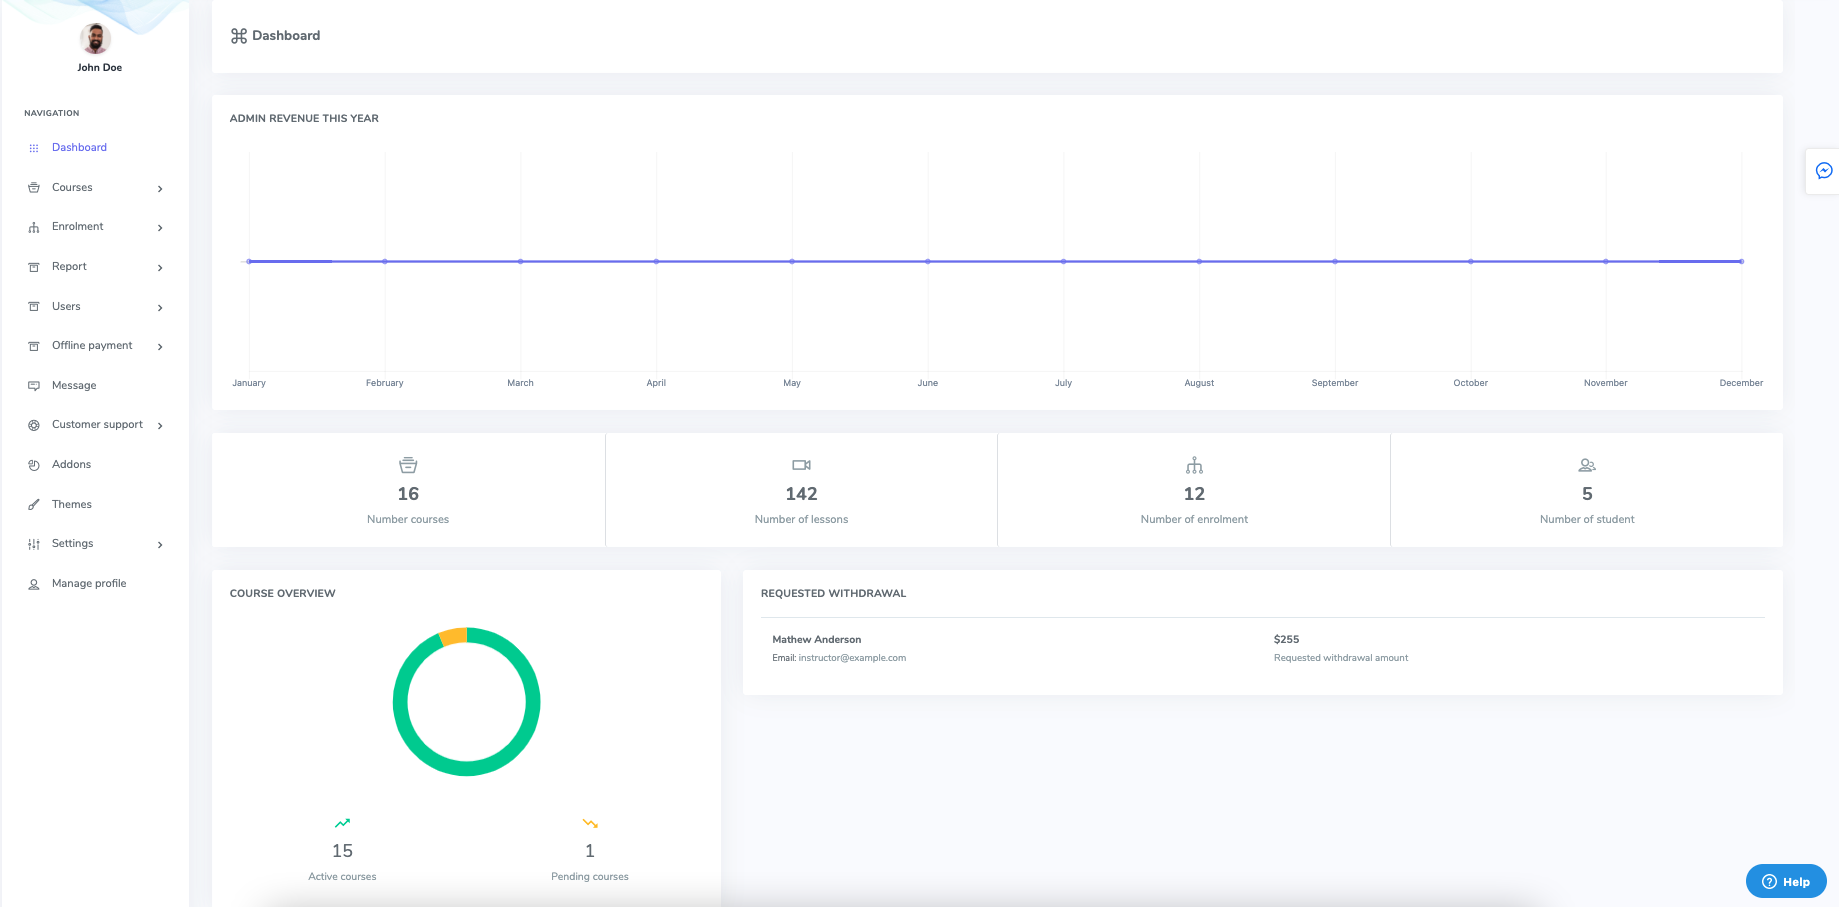 John Doe
NAVIGATION
Dashboard
Courses
Enrolment
Report
Users
Offline payment
Message
Customer support
Addons
Themes
Settings
Manage profile
Dashboard
ADMIN REVENUE THIS YEAR
January February March April May June July August September October November December
16 142 12 5
Number courses Number of lessons Number of enrolment Number of student
COURSE OVERVIEW
15 1
Active courses Pending courses
REQUESTED WITHDRAWAL
Mathew Anderson $255
Email: instructor@example.com Requested withdrawal amount
Help